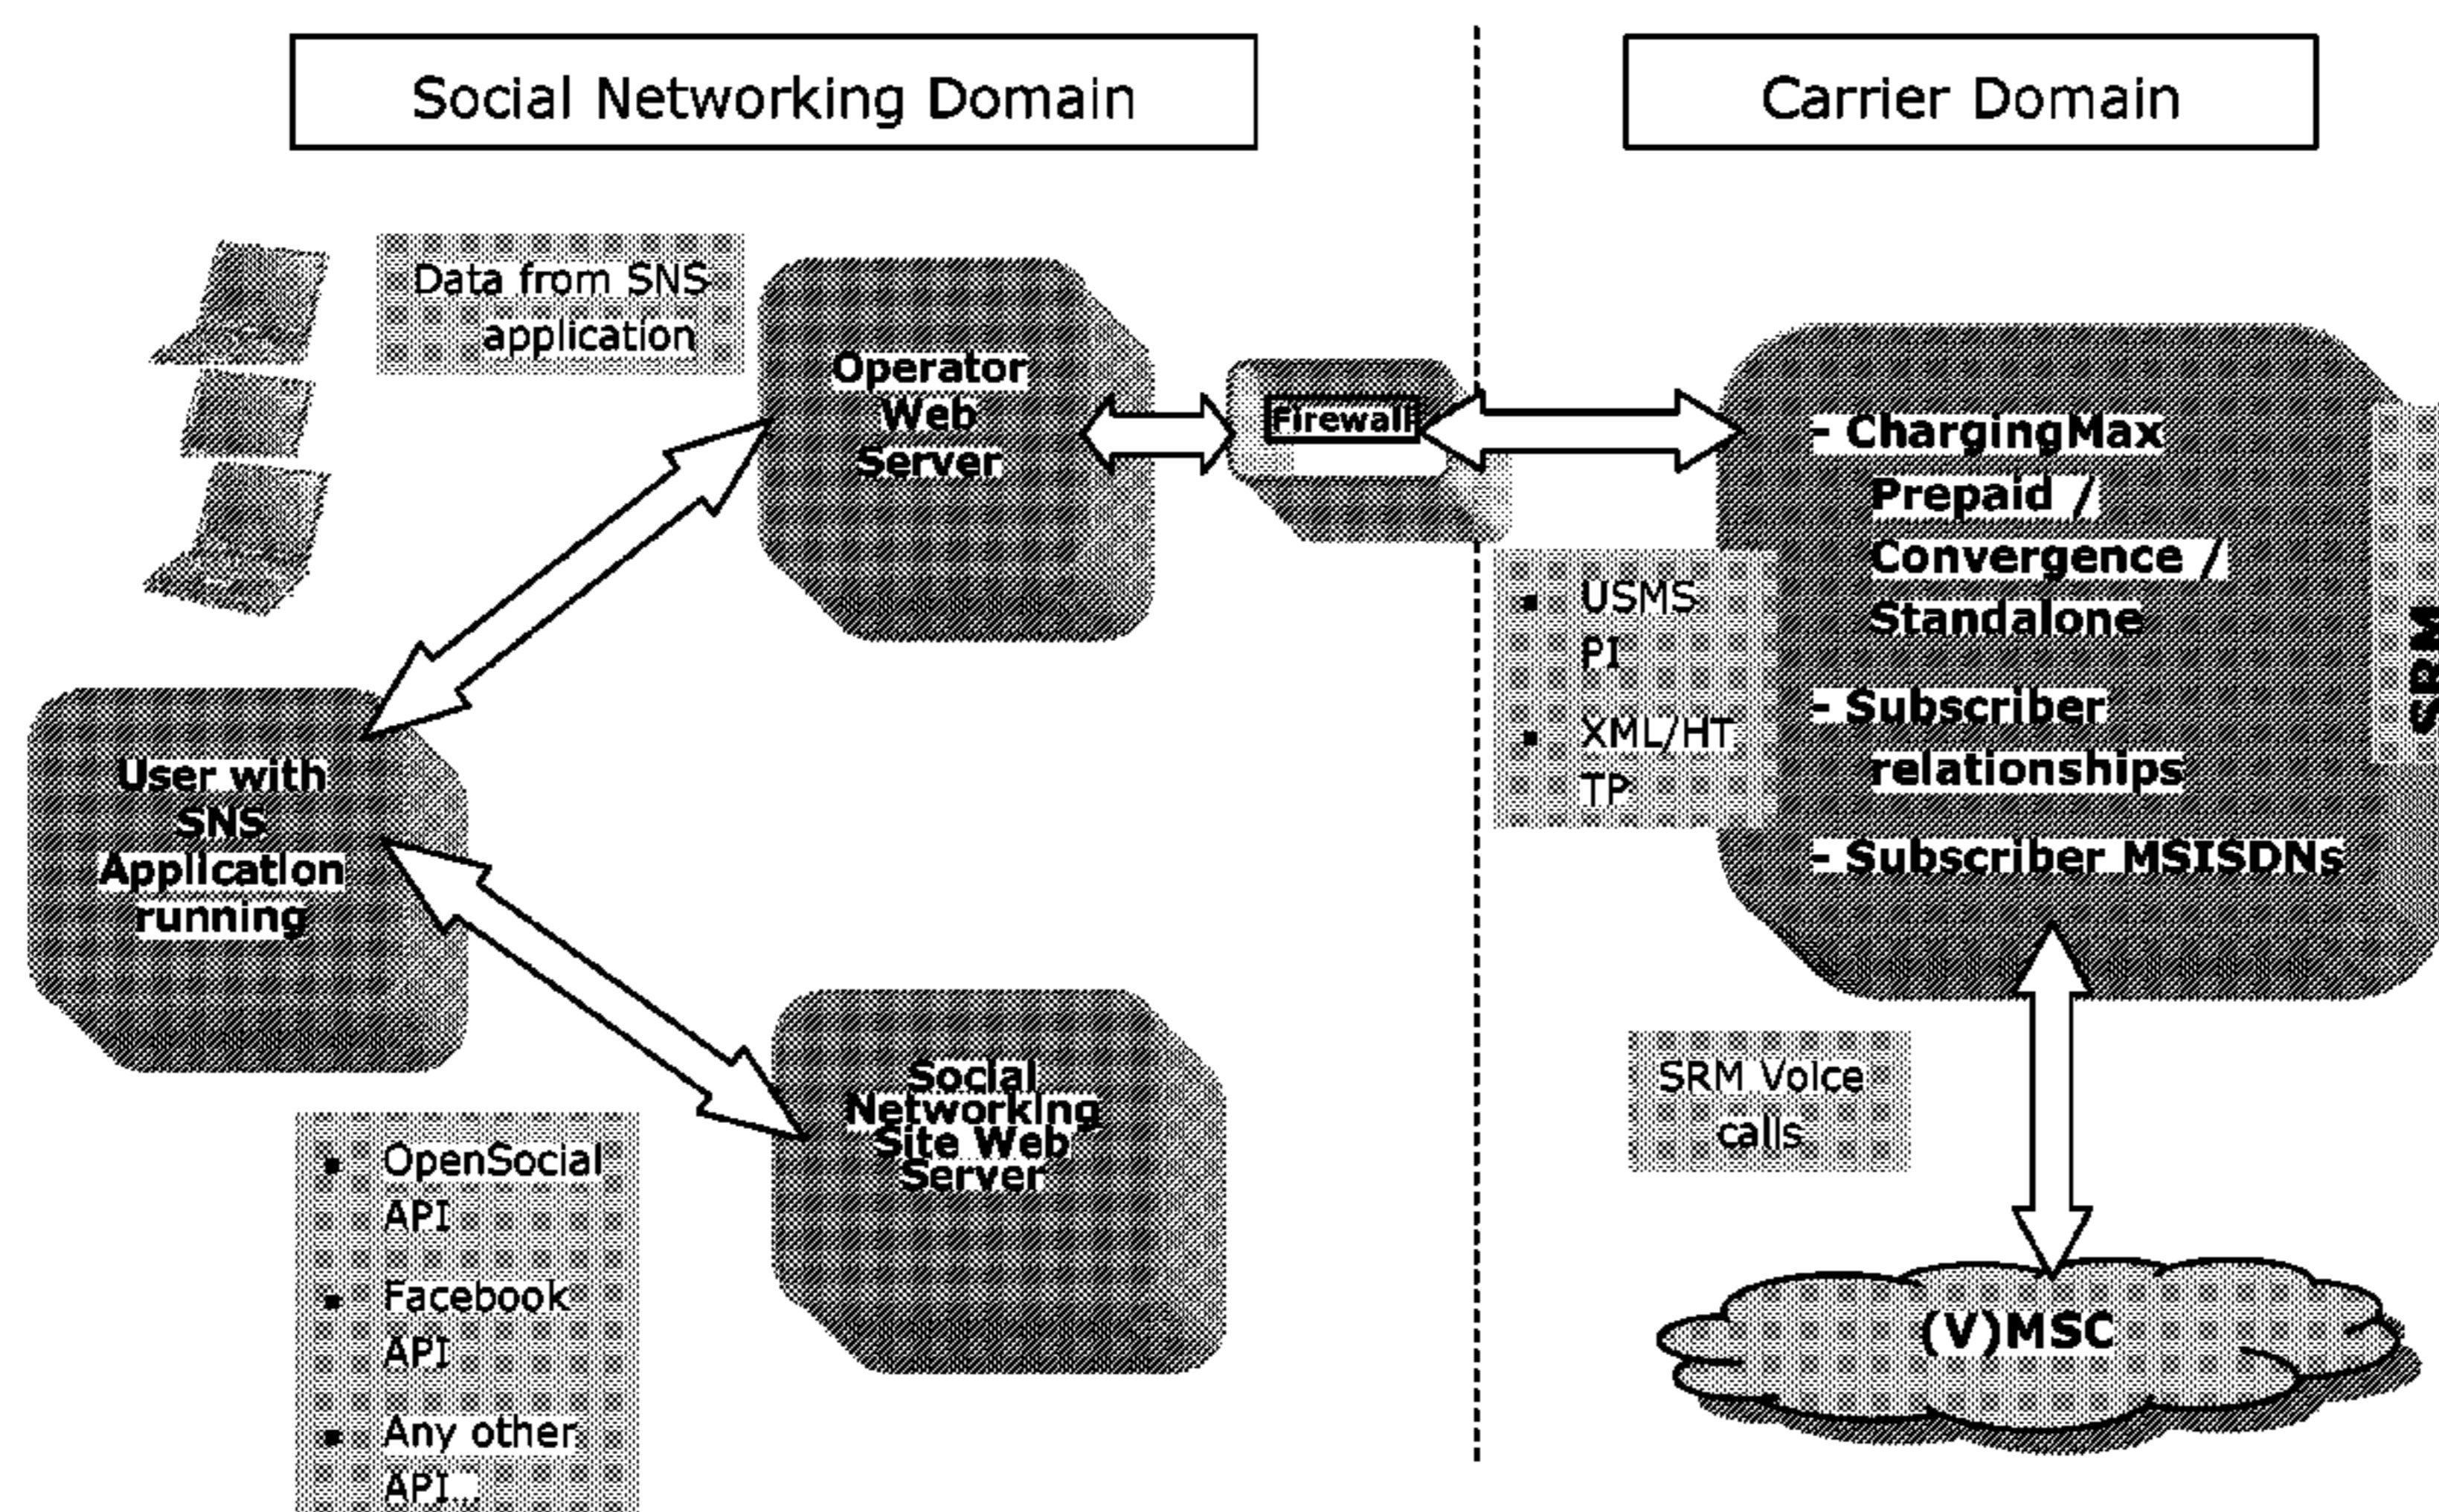 Social Networking Domain
Carrier Domain
Data from SNS
application
Operator
Web
Server
Firewall
- ChargingMax
Prepaid /
Convergence /
Standalone
- Subscriber
relationships
- Subscriber MSISDNs
SRM
▪ USMS
PI
▪ XML/HT
TP
User with
SNS
Application
running
Social
Networking
Site Web
Server
▪ OpenSocial
API
▪ Facebook
API
▪ Any other
API...
SRM Voice
calls
(V)MSC